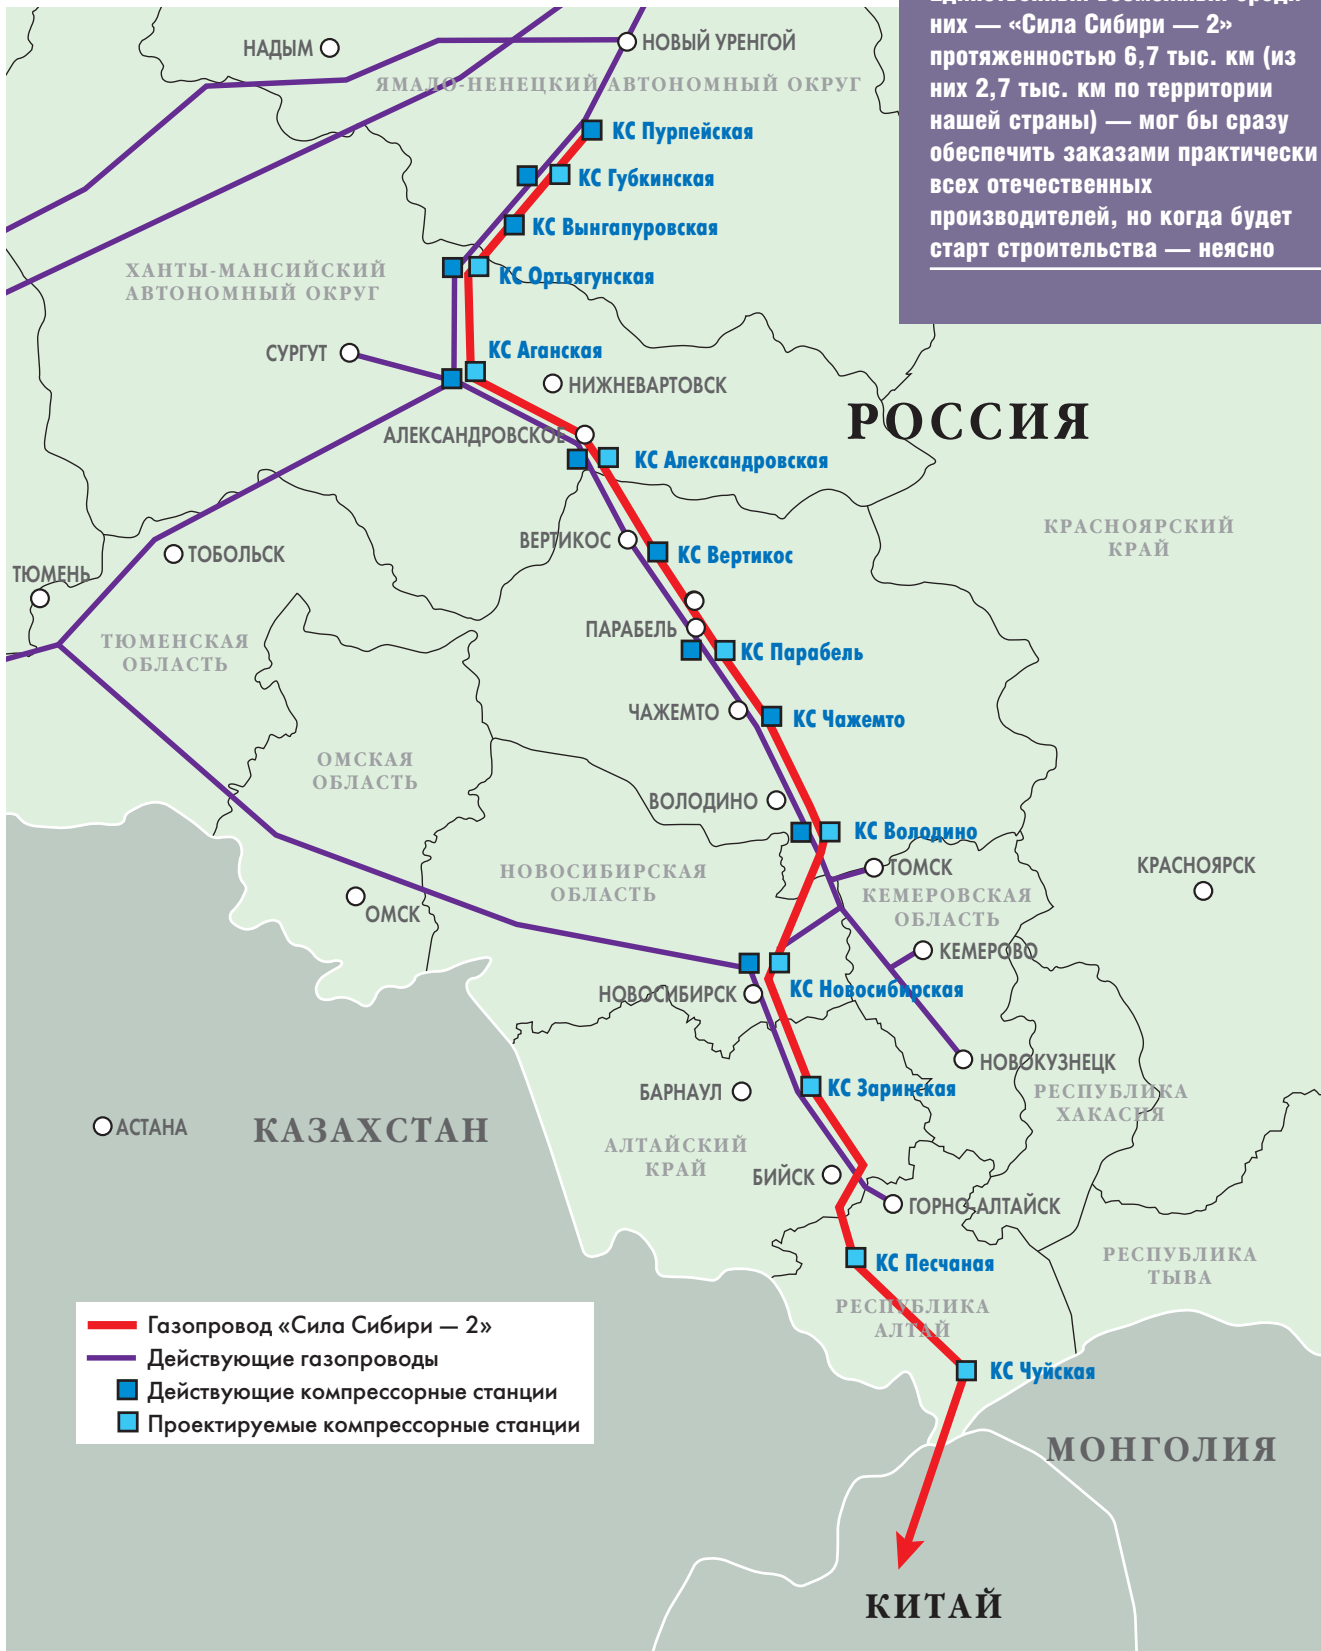 них — «Сила Сибири — 2»
протяженностью 6,7 тыс. км (из
них 2,7 тыс. км по территории
нашей страны) — мог бы сразу
обеспечить заказами практически
всех отечественных
производителей, но когда будет
старт строительства — неясно
НАДЫМ
НОВЫЙ УРЕНГОЙ
ЯМАЛО-НЕНЕЦКИЙ АВТОНОМНЫЙ ОКРУГ
КС Пурпейская
КС Губкинская
КС Вынгапуровская
ХАНТЫ-МАНСИЙСКИЙ
АВТОНОМНЫЙ ОКРУГ
КС Ортьягунская
СУРГУТ
КС Аганская
НИЖНЕВАРТОВСК
РОССИЯ
АЛЕКСАНДРОВСКОЕ
КС Александровская
КРАСНОЯРСКИЙ
КРАЙ
ВЕРТИКОС
КС Вертикос
ТОБОЛЬСК
ТЮМЕНЬ
ПАРАБЕЛЬ
КС Парабель
ТЮМЕНСКАЯ
ОБЛАСТЬ
ЧАЖЕМТО
КС Чажемто
ОМСКАЯ
ОБЛАСТЬ
ВОЛОДИНО
КС Володино
ТОМСК
КРАСНОЯРСК
НОВОСИБИРСКАЯ
ОБЛАСТЬ
КЕМЕРОВСКАЯ
ОБЛАСТЬ
ОМСК
КЕМЕРОВО
НОВОСИБИРСК
КС Новосибирская
НОВОКУЗНЕЦК
БАРНАУЛ
КС Заринская
РЕСПУБЛИКА
ХАКАСИЯ
АСТАНА
КАЗАХСТАН
АЛТАЙСКИЙ
КРАЙ
БИЙСК
ГОРНО-АЛТАЙСК
КС Песчаная
РЕСПУБЛИКА
ТЫВА
РЕСПУБЛИКА
АЛТАЙ
КС Чуйская
Газопровод «Сила Сибири — 2»
Действующие газопроводы
Действующие компрессорные станции
Проектируемые компрессорные станции
МОНГОЛИЯ
КИТАЙ